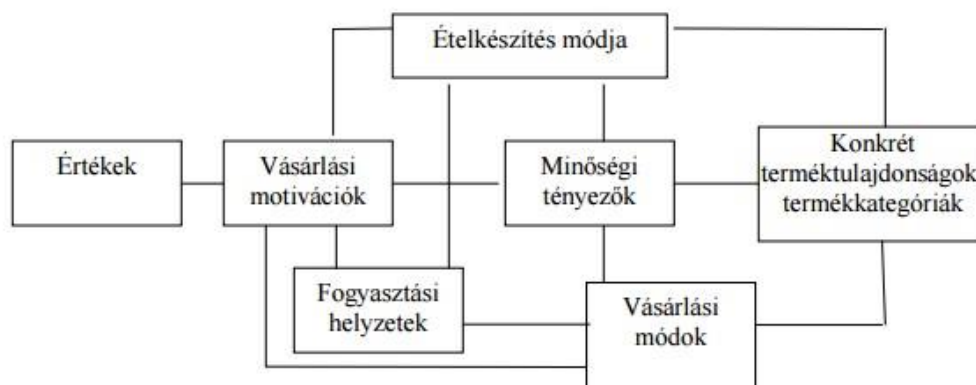 Ételkészítés módja
Értékek
Vásárlási
motivációk
Minőségi
tényezők
Konkrét
terméktulajdonságok
termékkategóriák
Fogyasztási
helyzetek
Vásárlási
módok